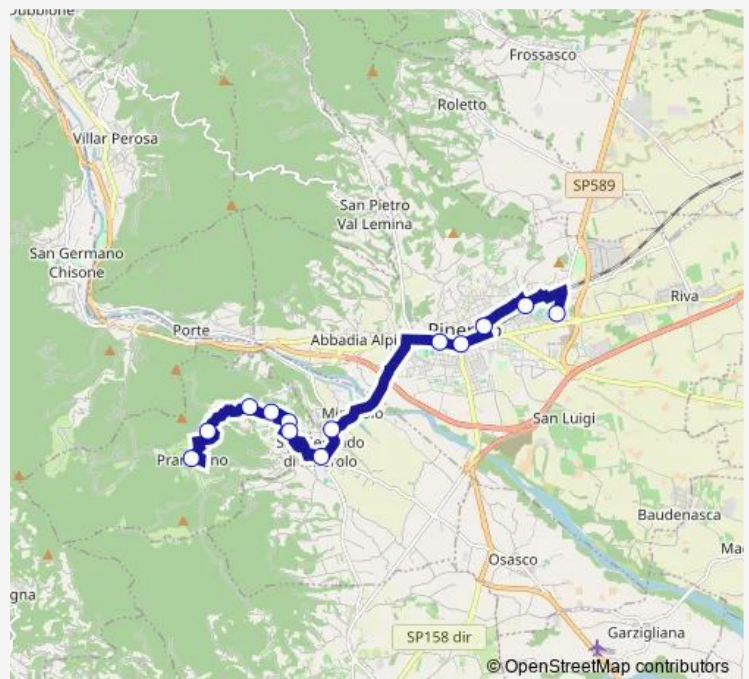 Dubbione
Frossasco
Roletto
Villar Perosa
SP589
San Pietro
Val Lemina
San Germano
Chisone
Riva
Porte
Abbadia Alpi
San Luigi
Baudenasca
Osasco
gna
SP158 dir
Garzigliana
© OpenStreetMap contributors